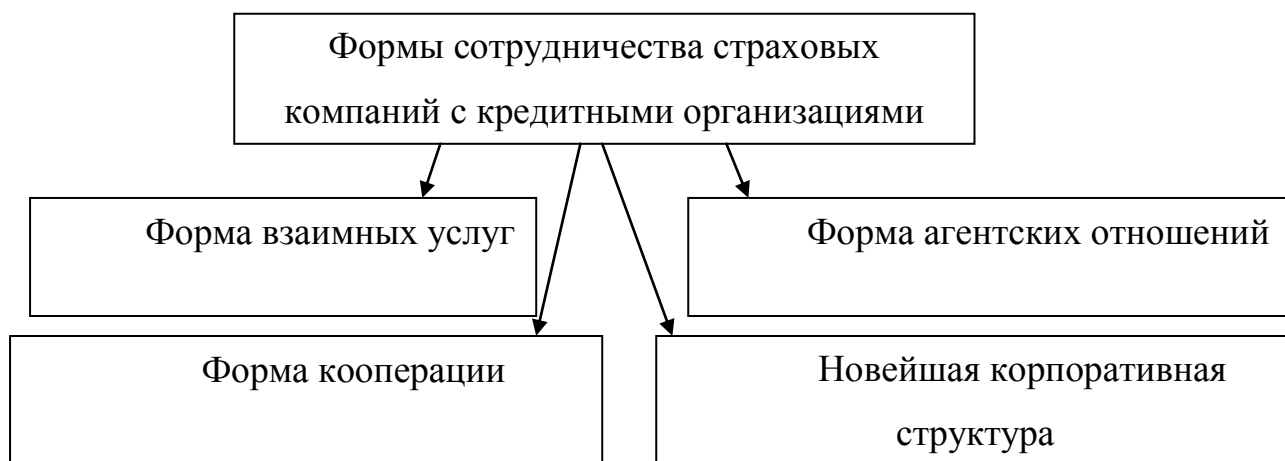 Формы сотрудничества страховых
компаний с кредитными организациями
Форма взаимных услуг
Форма агентских отношений
Форма кооперации
Новейшая корпоративная
структура